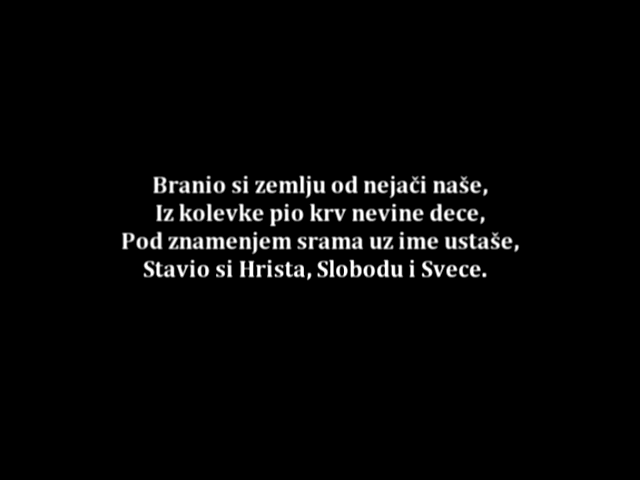 Branio si zemlju od nejači naše,
Iz kolevke pio krv nevine dece,
Pod znamenjem srama uz ime ustaše,
Stavio si Hrista, Slobodu i Svece.